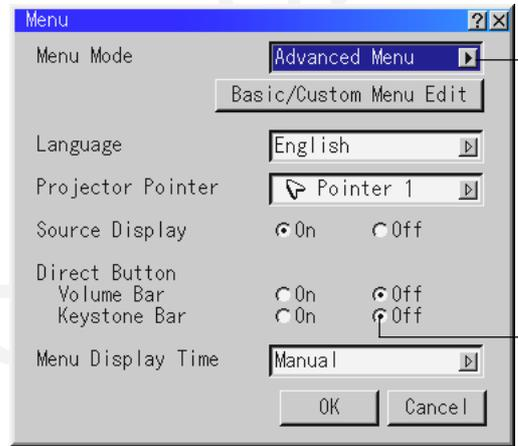 Menu
Menu Mode Advanced Menu
Basic/Custom Menu Edit
Language English
Projector Pointer Pointer 1
Source Display On Off
Direct Button
Volume Bar On Off
Keystone Bar On Off
Menu Display Time Manual
OK Cancel